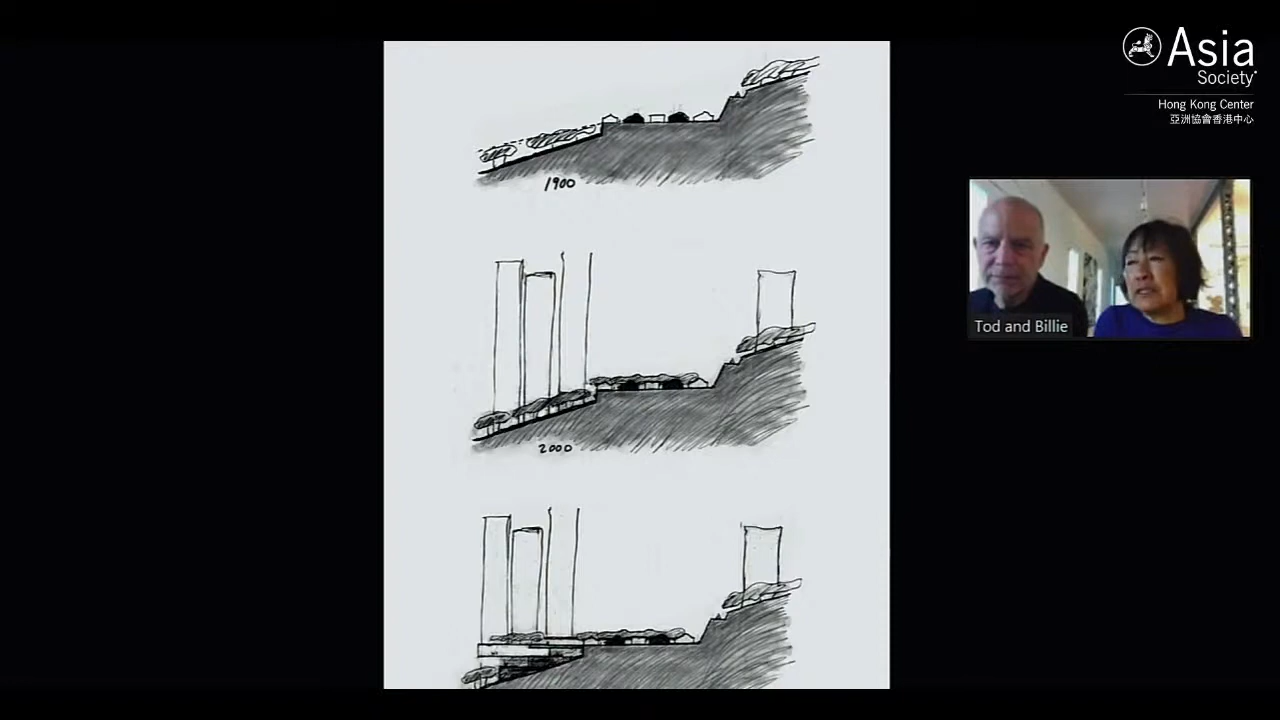 1900
2000
Asia
Society
Hong Kong Center
亞洲協會香港中心
Tod and Billie